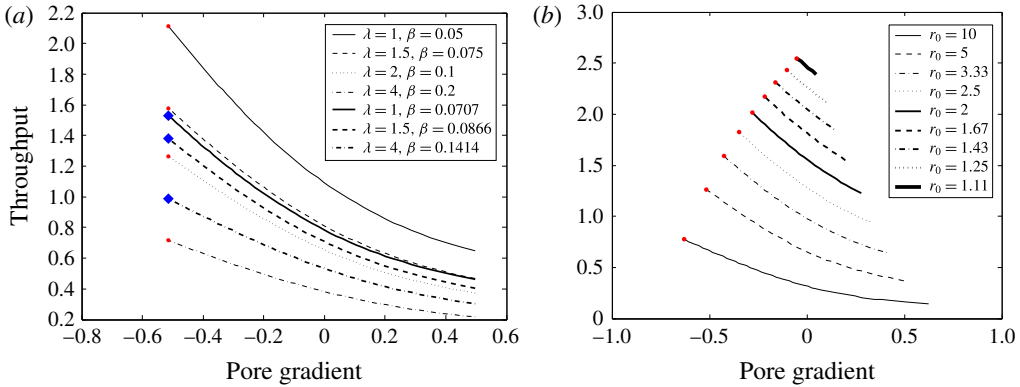 (a)
2.2
2.0
1.8
1.6
1.4
1.2
1.0
0.8
0.6
0.4
0.2
Throughput
−0.8 −0.6 −0.4 −0.2 0 0.2 0.4 0.6
Pore gradient
λ = 1, β = 0.05
λ = 1.5, β = 0.075
λ = 2, β = 0.1
λ = 4, β = 0.2
λ = 1, β = 0.0707
λ = 1.5, β = 0.0866
λ = 4, β = 0.1414
(b)
3.0
2.5
2.0
1.5
1.0
0.5
0
−1.0 −0.5 0 0.5 1.0
Pore gradient
r₀ = 10
r₀ = 5
r₀ = 3.33
r₀ = 2.5
r₀ = 2
r₀ = 1.67
r₀ = 1.43
r₀ = 1.25
r₀ = 1.11